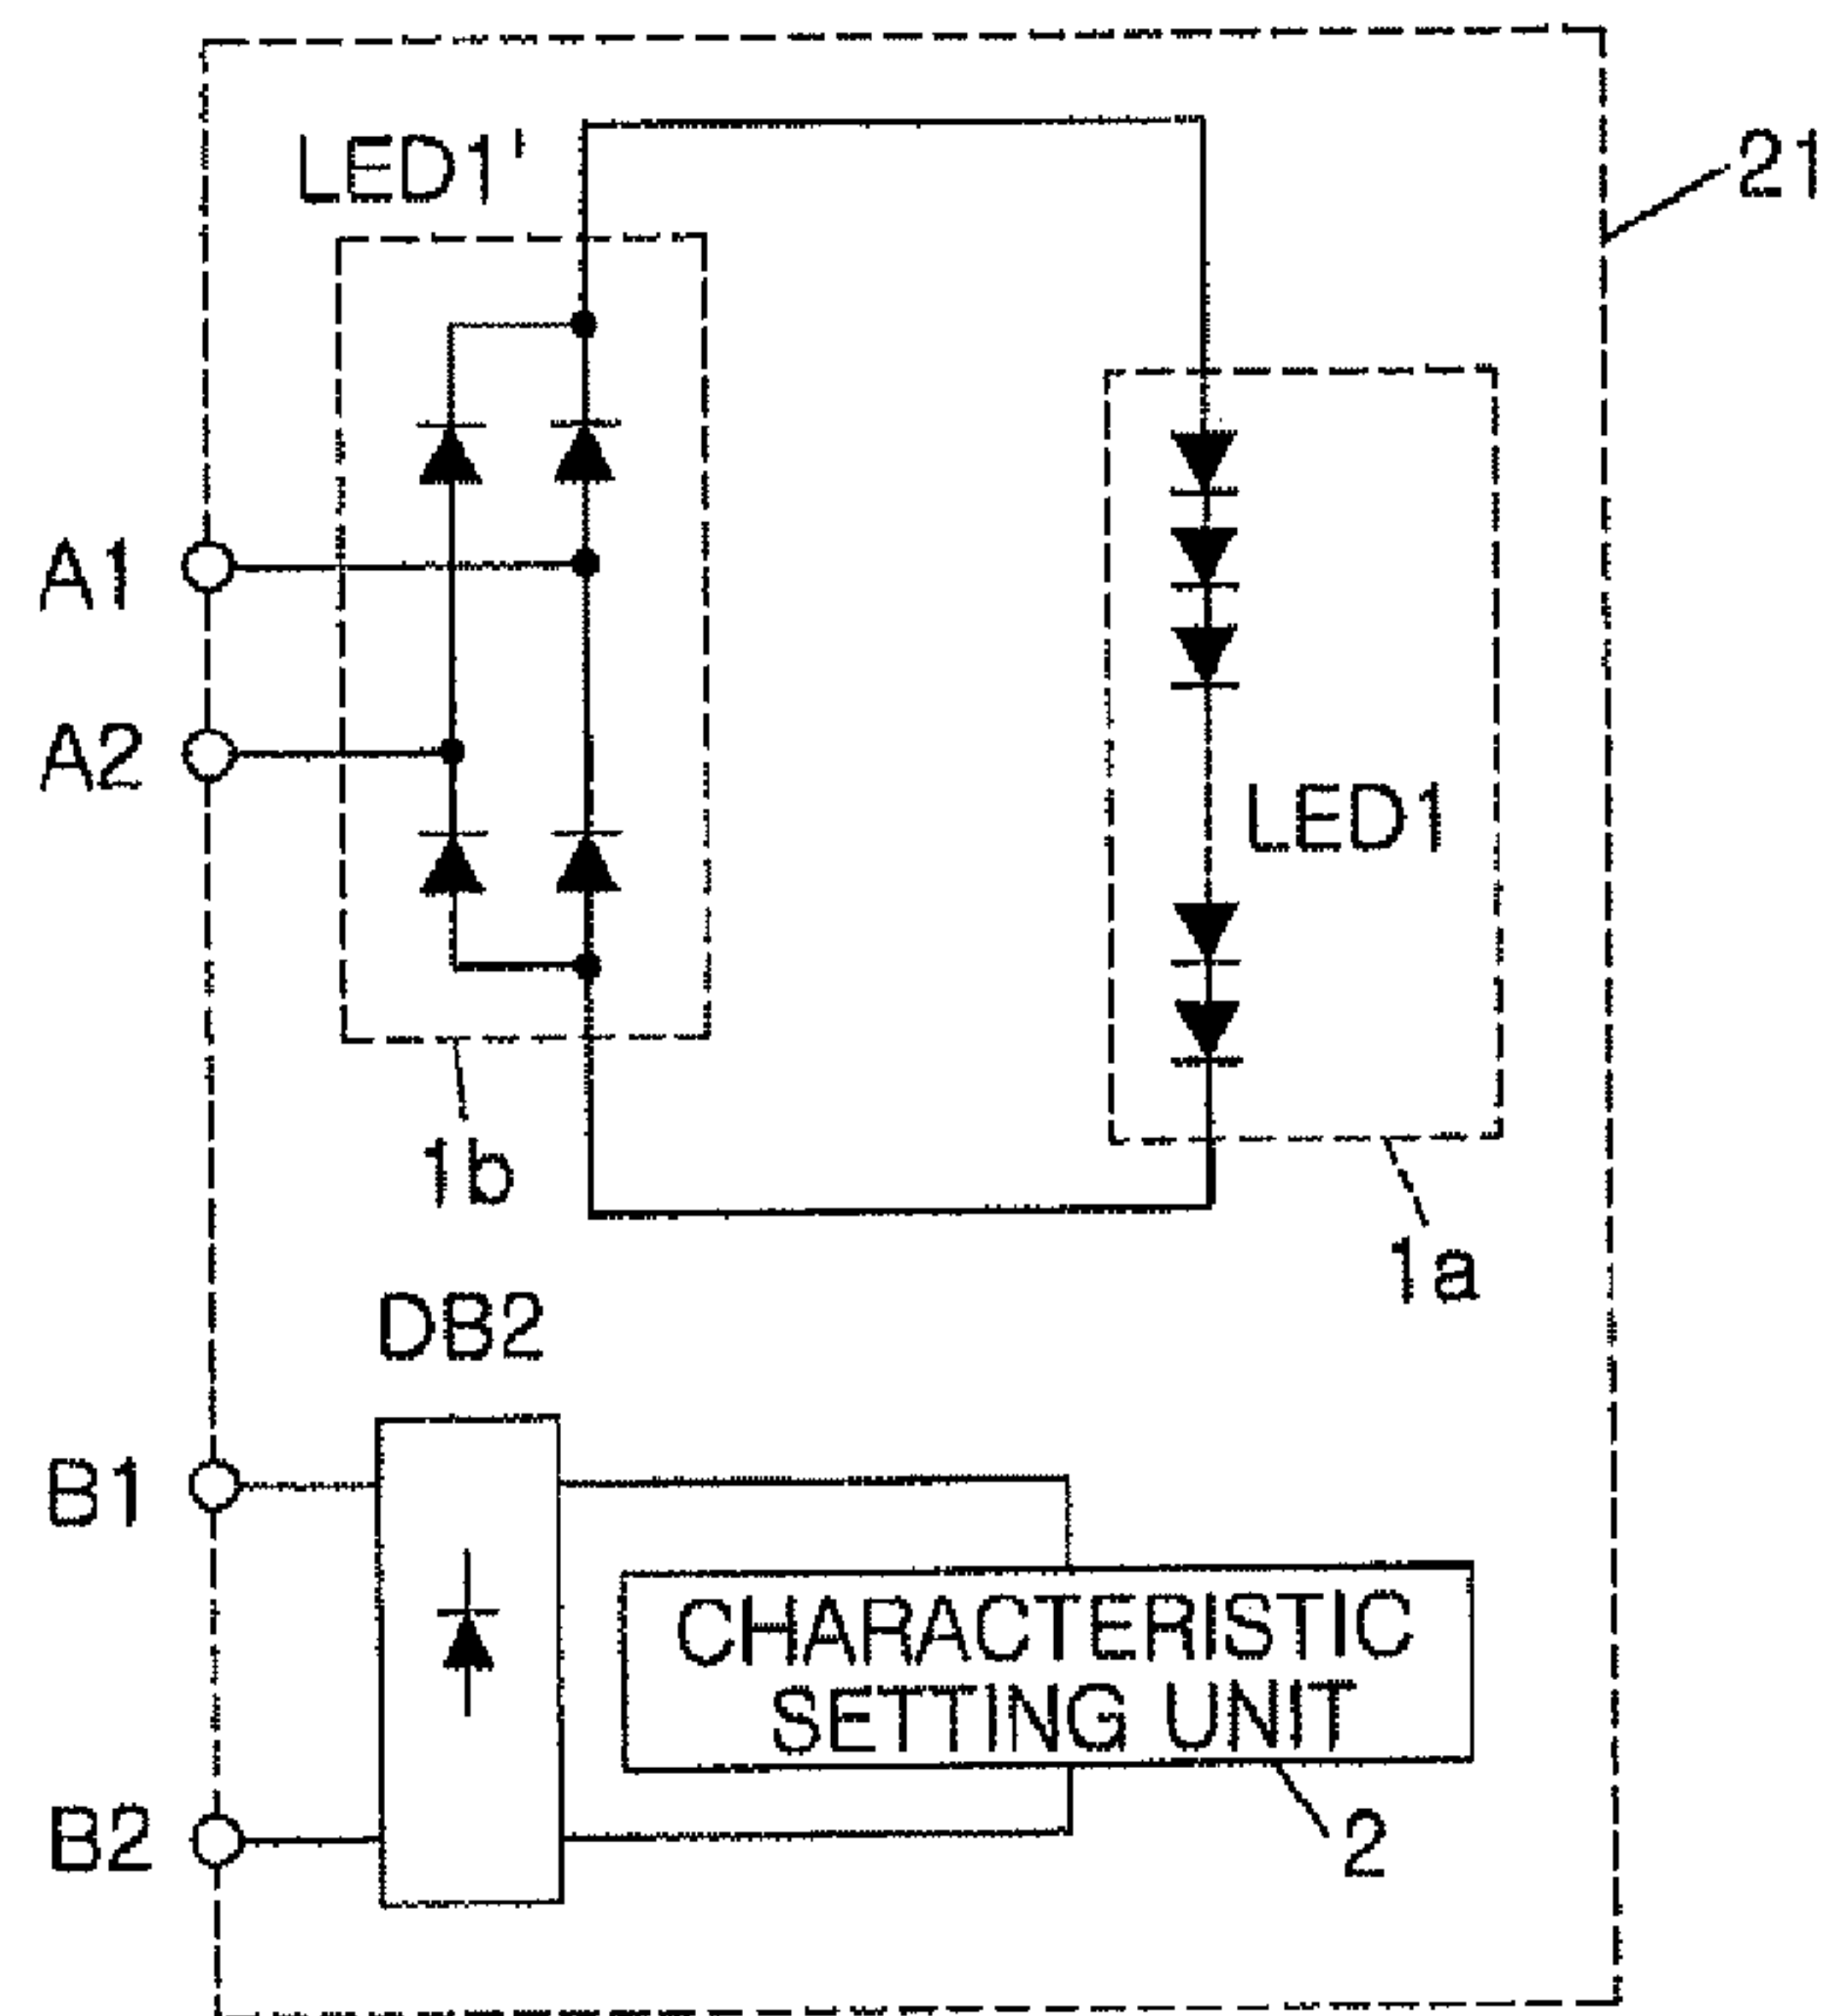 LED1'
21
A1
A2
LED1
1b
1a
DB2
B1
CHARACTERISTIC
SETTING UNIT
B2
2